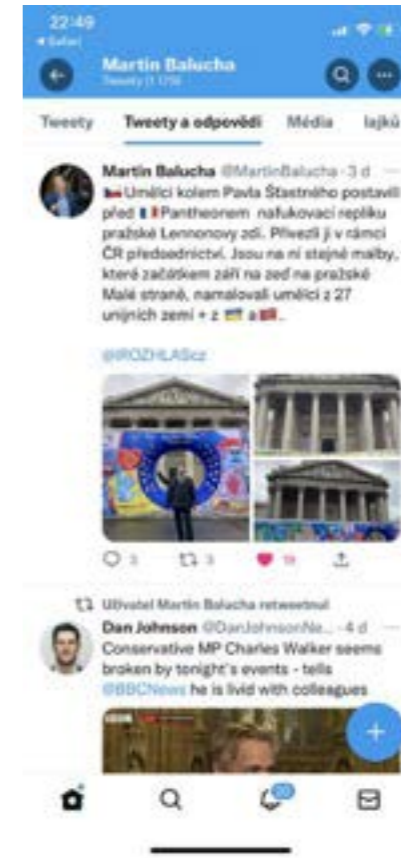 22:49
Safari
Martin Balucha
Tweety
Tweety a odpovědi
Média
lajků
Martin Balucha @MartinBalucha · 3 d
Umělci kolem Pavla Šťastného postavili
před Pantheonem nafukovací repliku
pražské Lennonovy zdi. Přivezli ji v rámci
ČR předsednictví. Jsou na ní stejné malby,
které začátkem září na zeď na pražské
Malé straně, namalovali umělci z 27
unijních zemí + z a .
@iROZHLAScz
3
3
19
Uživatel Martin Balucha retweetnul
Dan Johnson @DanJohnsonNe... · 4 d
Conservative MP Charles Walker seems
broken by tonight's events - tells
@BBCNews he is livid with colleagues